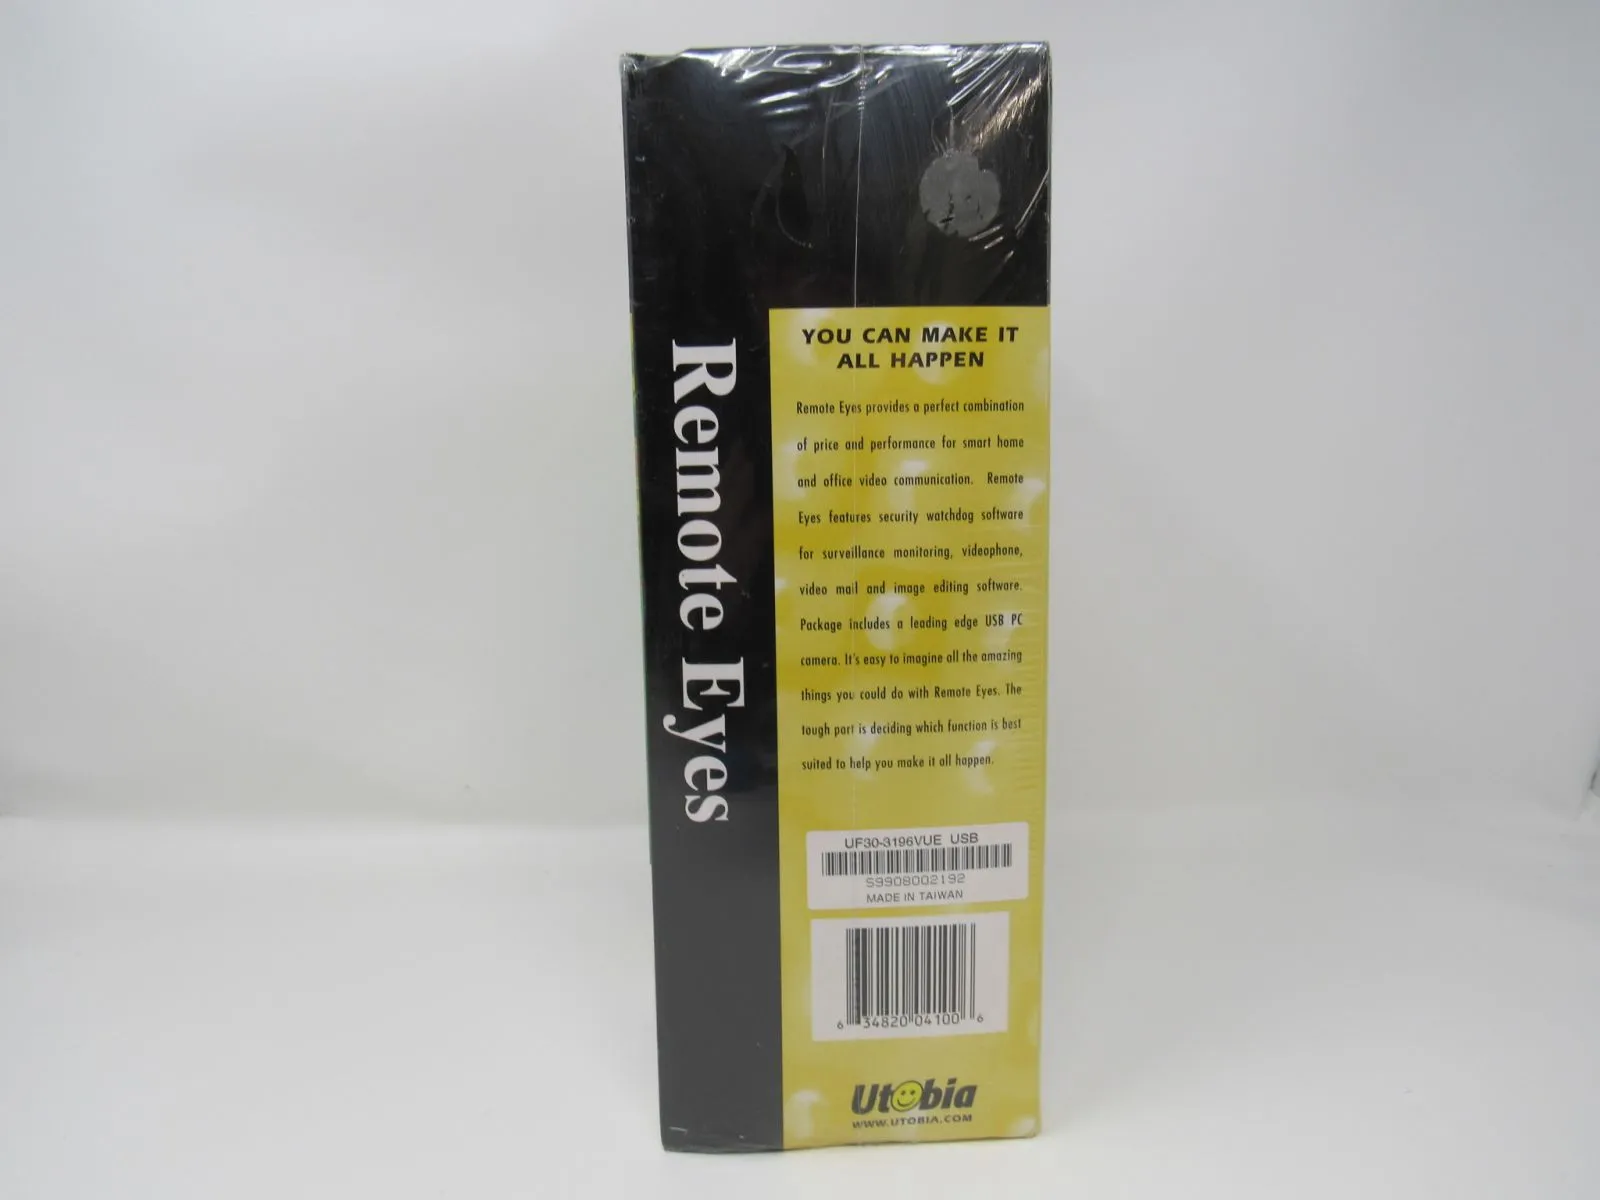 Remote Eyes
YOU CAN MAKE IT
ALL HAPPEN
Remote Eyes provides a perfect combination
of price and performance for smart home
and office video communication. Remote
Eyes features security watchdog software
for surveillance monitoring, videophone,
video mail and image editing software.
Package includes a leading edge USB PC
camera. It's easy to imagine all the amazing
things you could do with Remote Eyes. The
tough part is deciding which function is best
suited to help you make it all happen.
UF30-3196VUE USB
S9908002192
MADE IN TAIWAN
6 34820 04100 6
Utobia
WWW.UTOBIA.COM